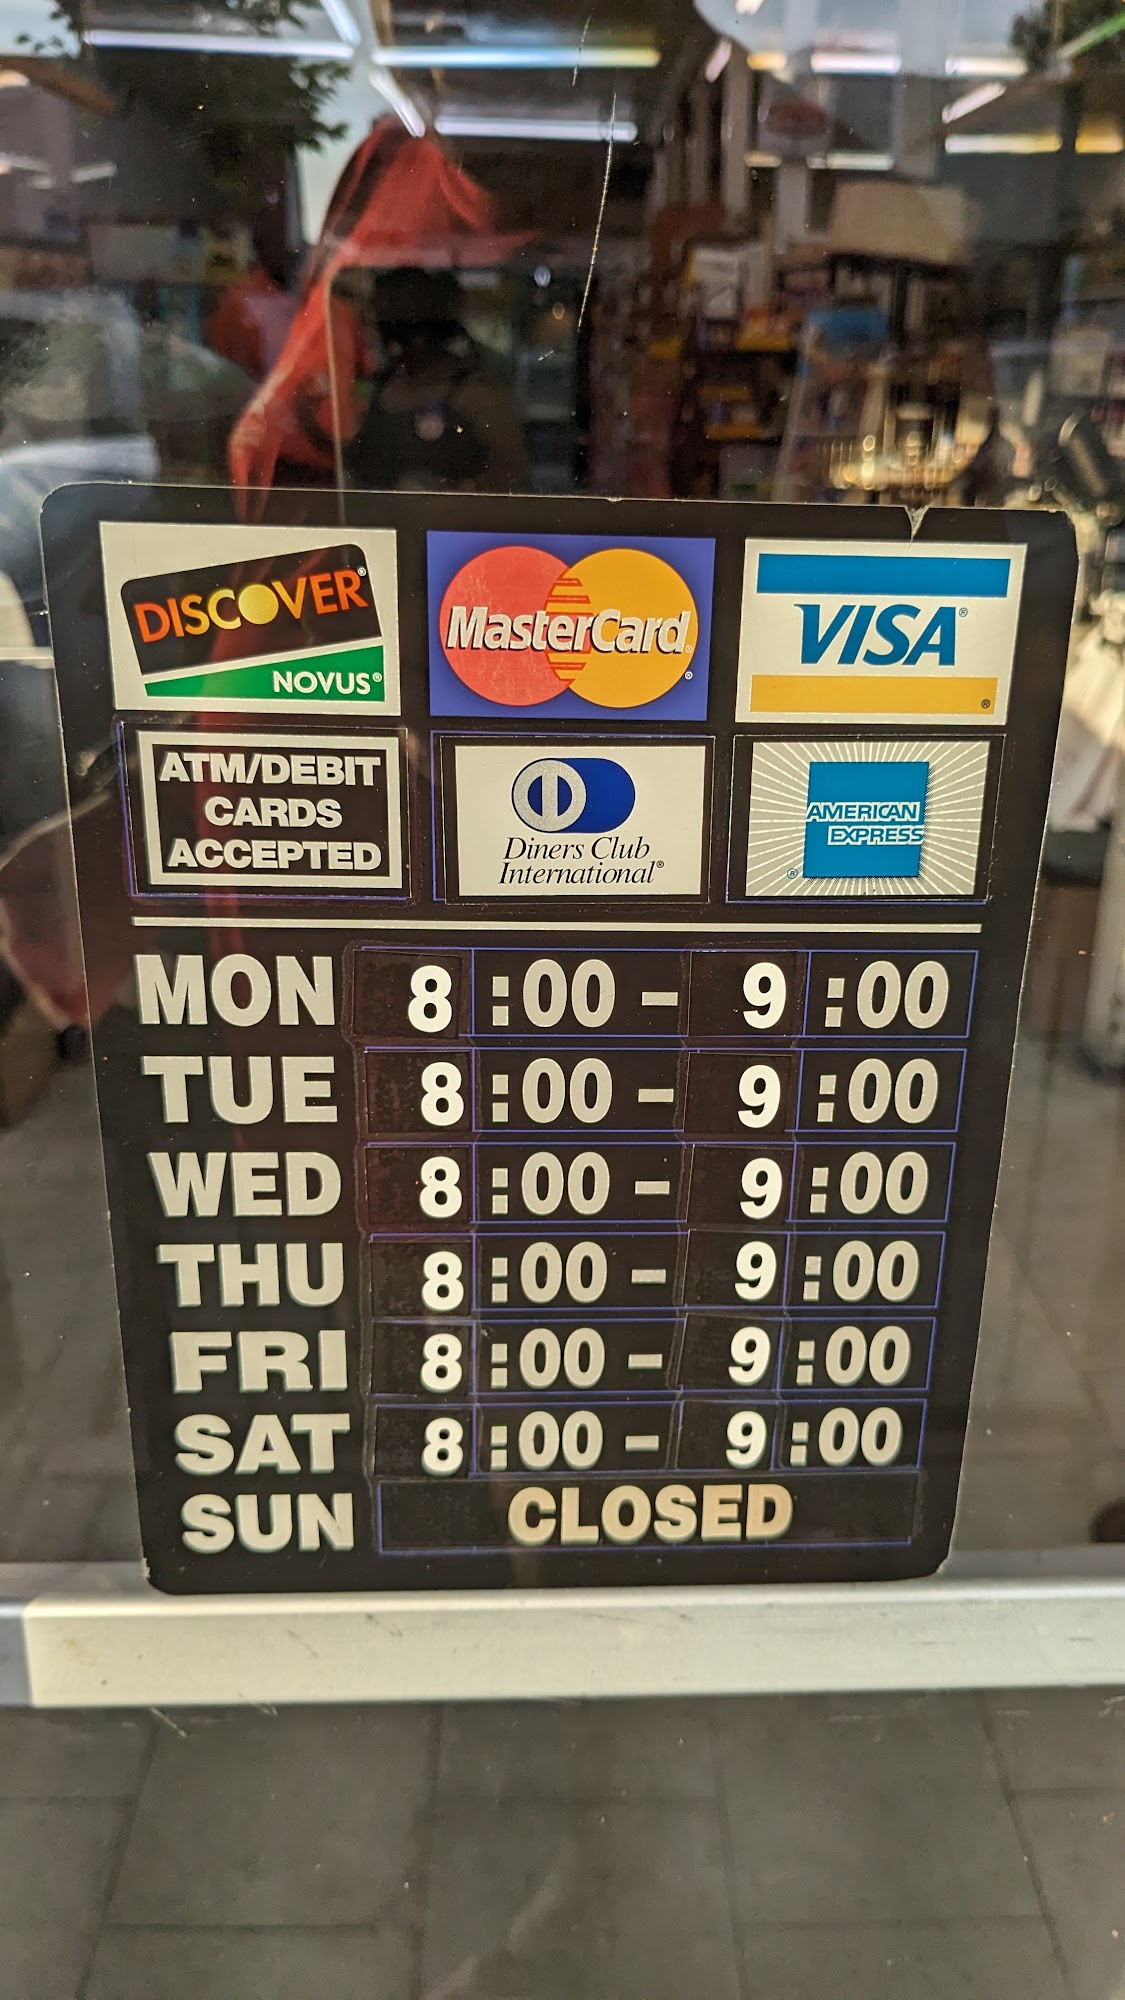 DISCOVER®
NOVUS®
MasterCard®
VISA®
ATM/DEBIT
CARDS
ACCEPTED
Diners Club
International®
AMERICAN
EXPRESS
®
MON 8:00 - 9:00
TUE 8:00 - 9:00
WED 8:00 - 9:00
THU 8:00 - 9:00
FRI 8:00 - 9:00
SAT 8:00 - 9:00
SUN CLOSED